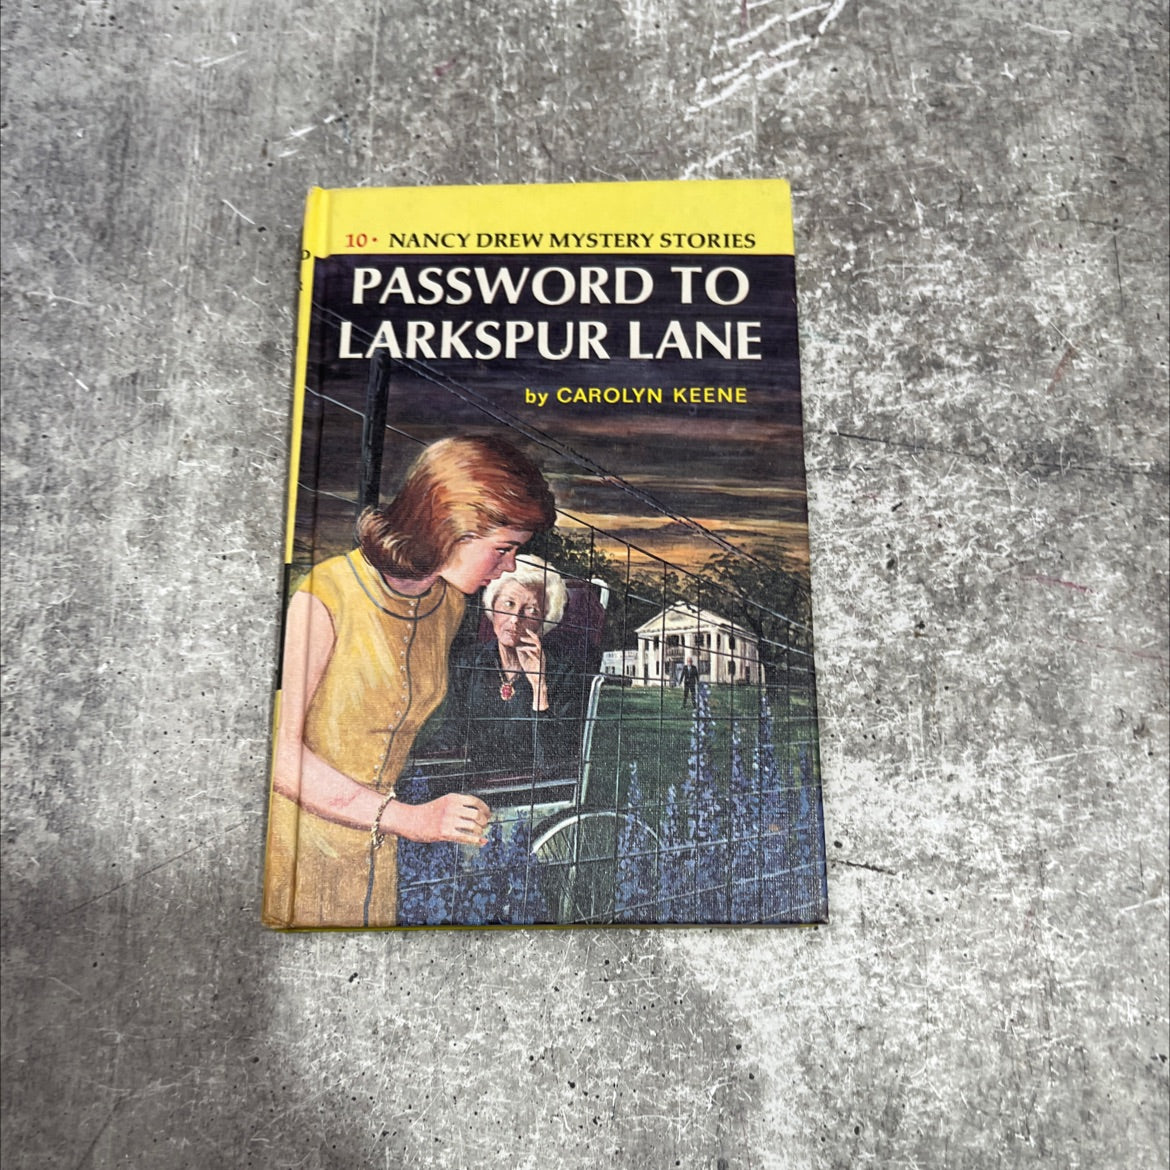 10 • NANCY DREW MYSTERY STORIES
PASSWORD TO
LARKSPUR LANE
by CAROLYN KEENE